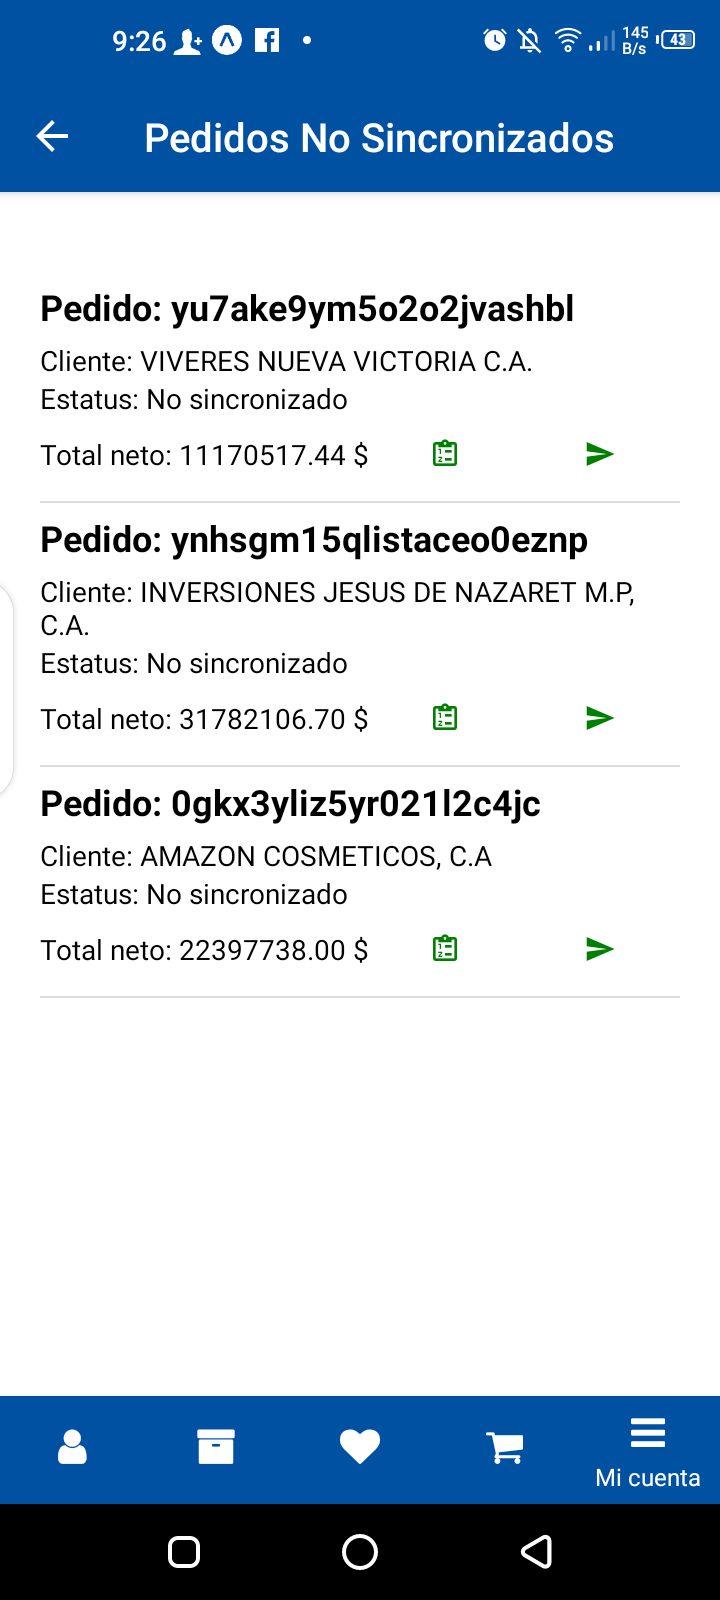 9:26
145
B/s
43
Pedidos No Sincronizados
Pedido: yu7ake9ym5o2o2jvashbl
Cliente: VIVERES NUEVA VICTORIA C.A.
Estatus: No sincronizado
Total neto: 11170517.44 $
Pedido: ynhsgm15qlistaceo0eznp
Cliente: INVERSIONES JESUS DE NAZARET M.P,
C.A.
Estatus: No sincronizado
Total neto: 31782106.70 $
Pedido: 0gkx3yliz5yr021l2c4jc
Cliente: AMAZON COSMETICOS, C.A
Estatus: No sincronizado
Total neto: 22397738.00 $
Mi cuenta